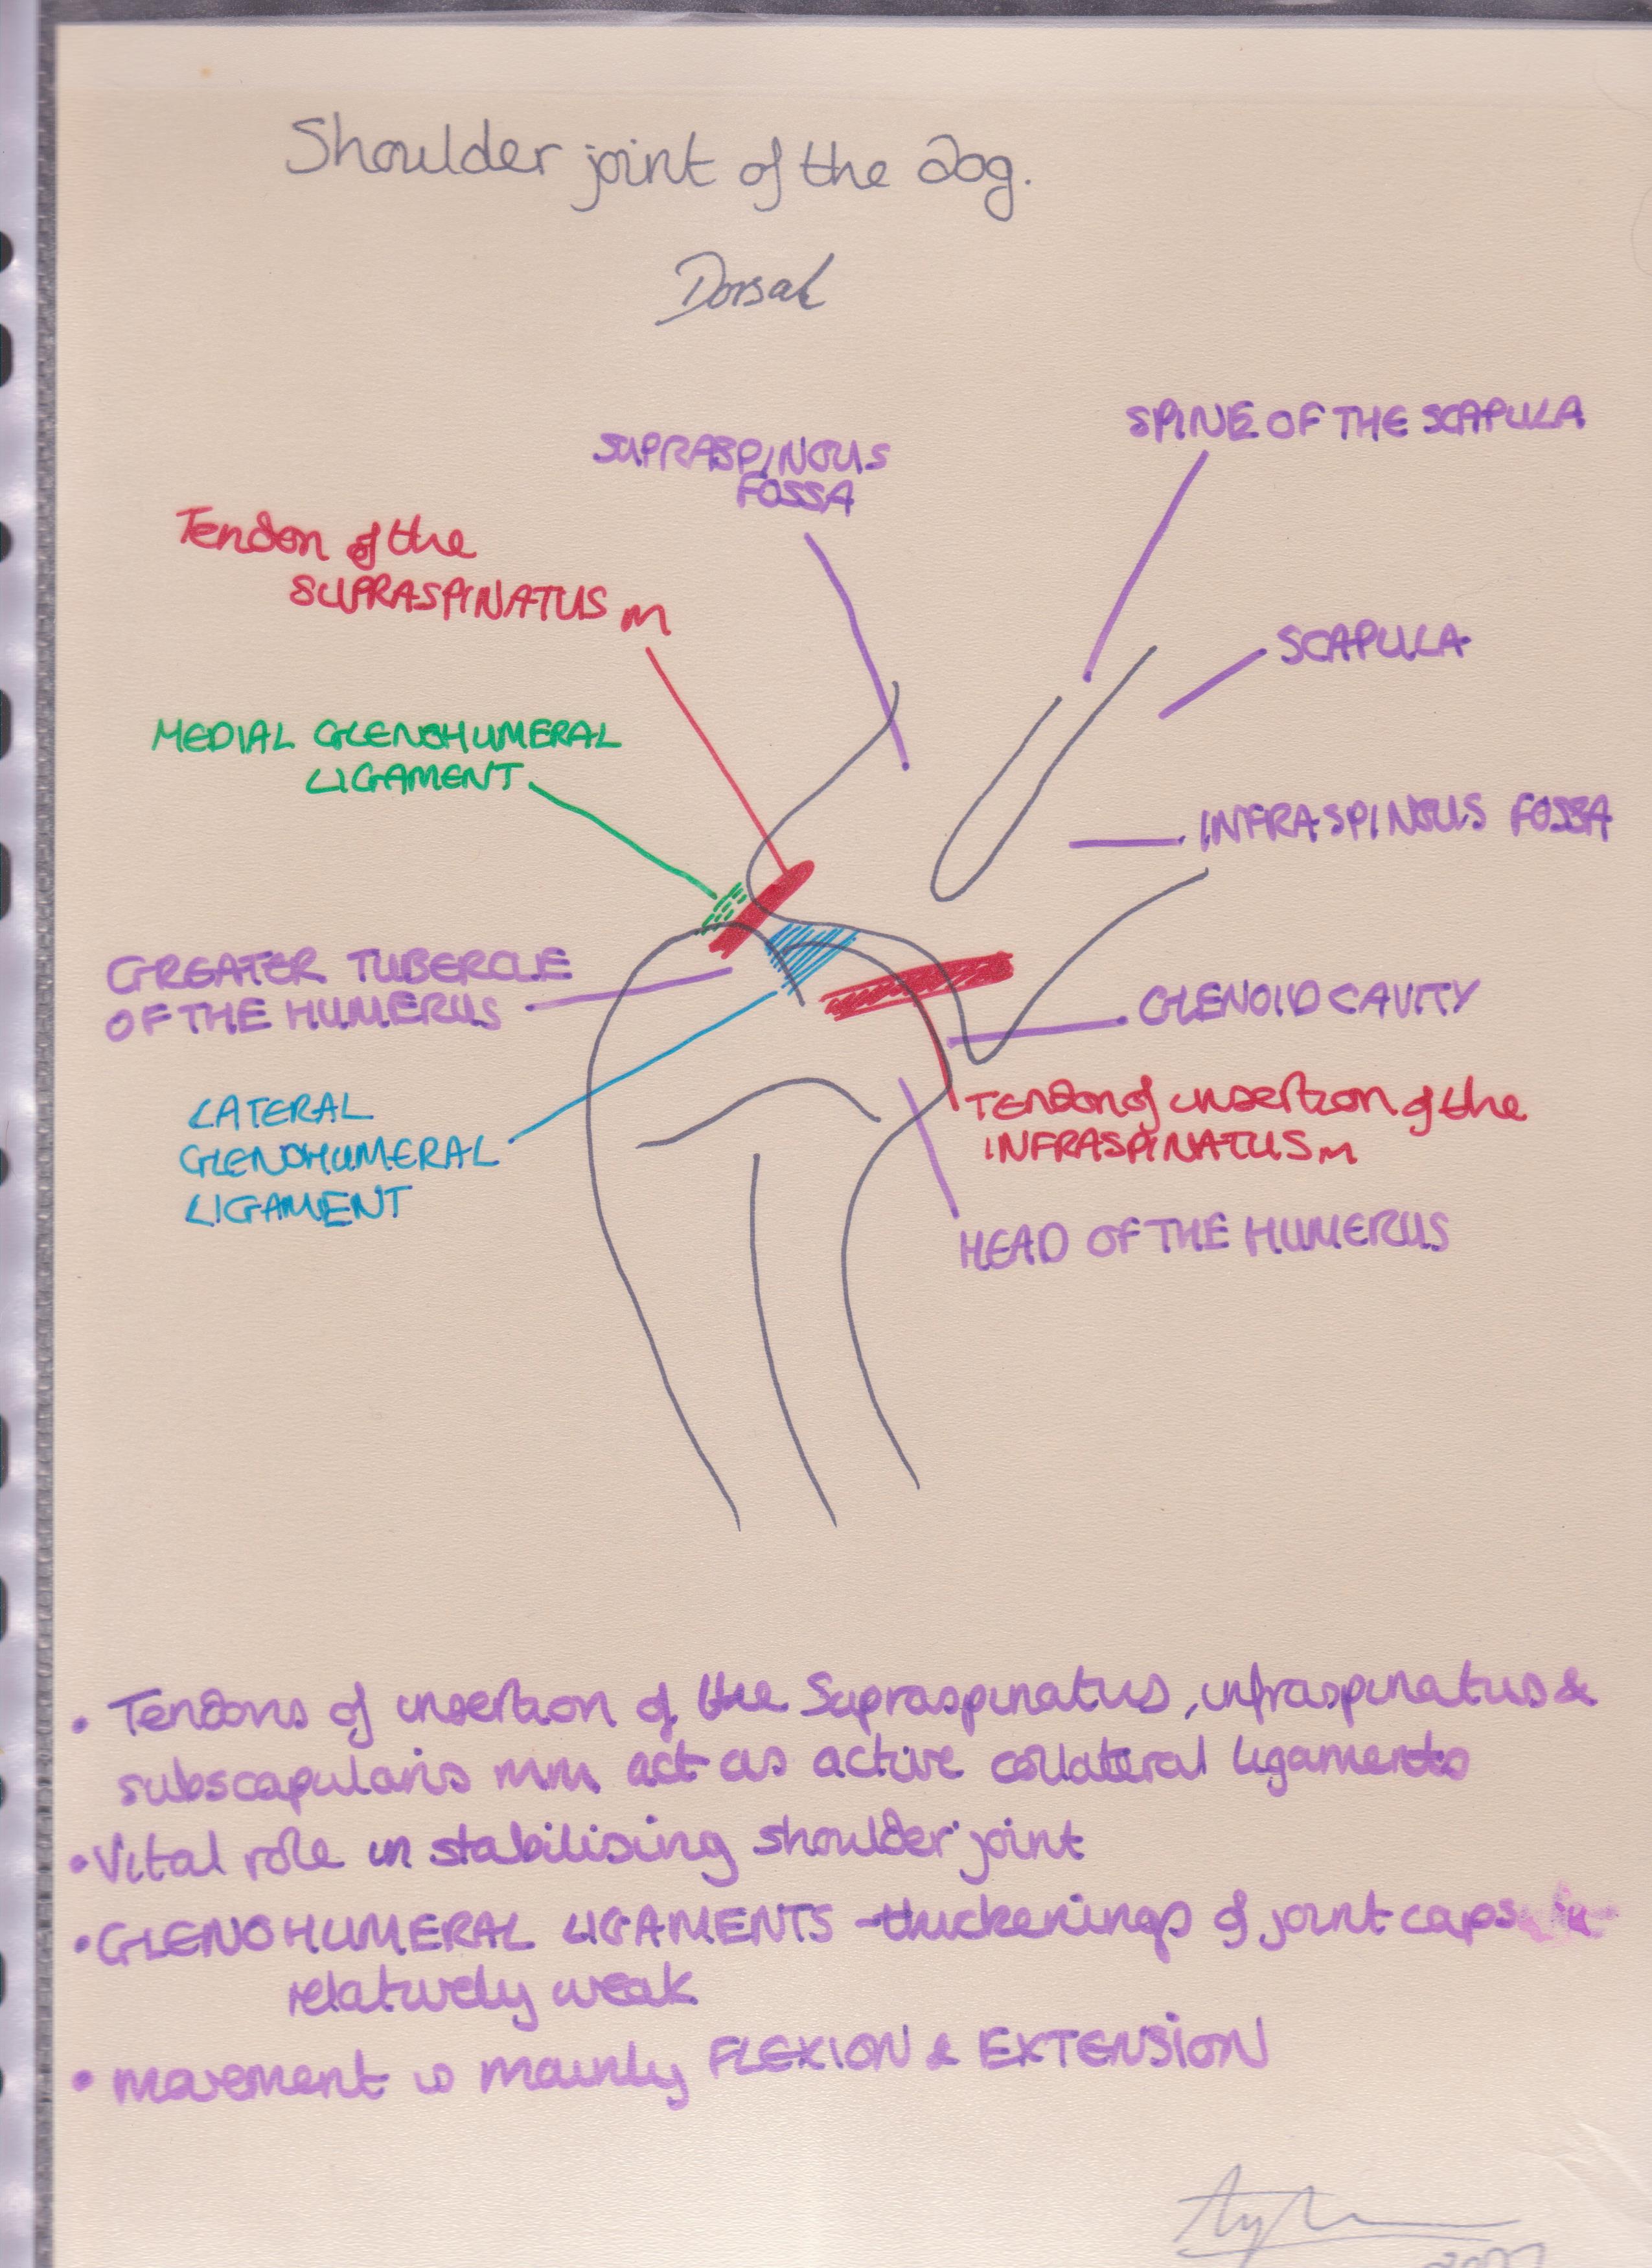 Shoulder joint of the dog.
Dorsal
SUPRASPINOUS
FOSSA
SPINE OF THE SCAPULA
Tendon of the
SUPRASPINATUS m
SCAPULA
MEDIAL GLENOHUMERAL
LIGAMENT
INFRASPINOUS FOSSA
GREATER TUBERCLE
OF THE HUMERUS
GLENOID CAVITY
LATERAL
GLENOHUMERAL
LIGAMENT
TENDON of insertion of the
INFRASPINATUS m
HEAD OF THE HUMERUS
• Tendons of insertion of the Supraspinatus, infraspinatus &
subscapularis mm act as active collateral ligaments
• Vital role in stabilising shoulder joint
• GLENOHUMERAL LIGAMENTS - thickenings of joint
relatively weak
• movement is mainly FLEXION & EXTENSION